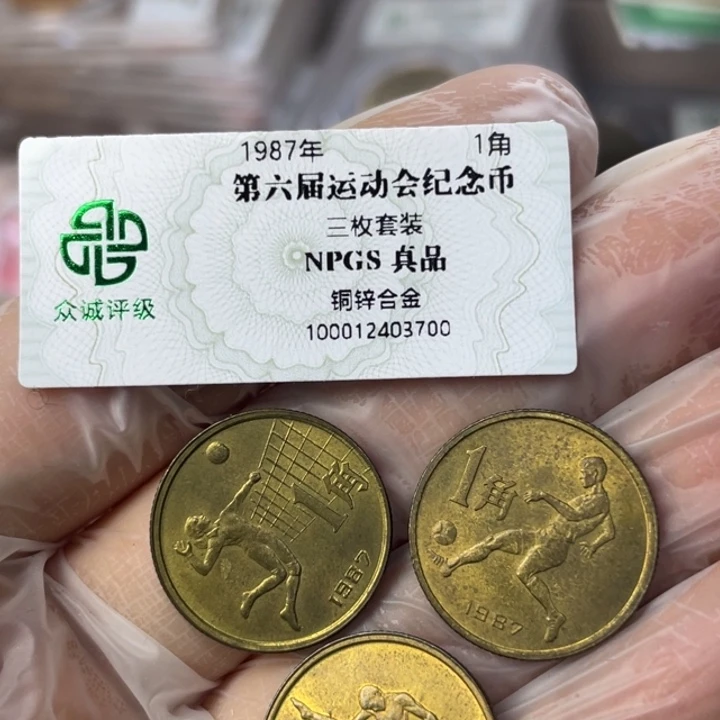 1987年 1角
第六届运动会纪念币
三枚套装
NPGS 真品
铜锌合金
100012403700
众诚评级
1角
1987
1角
1987